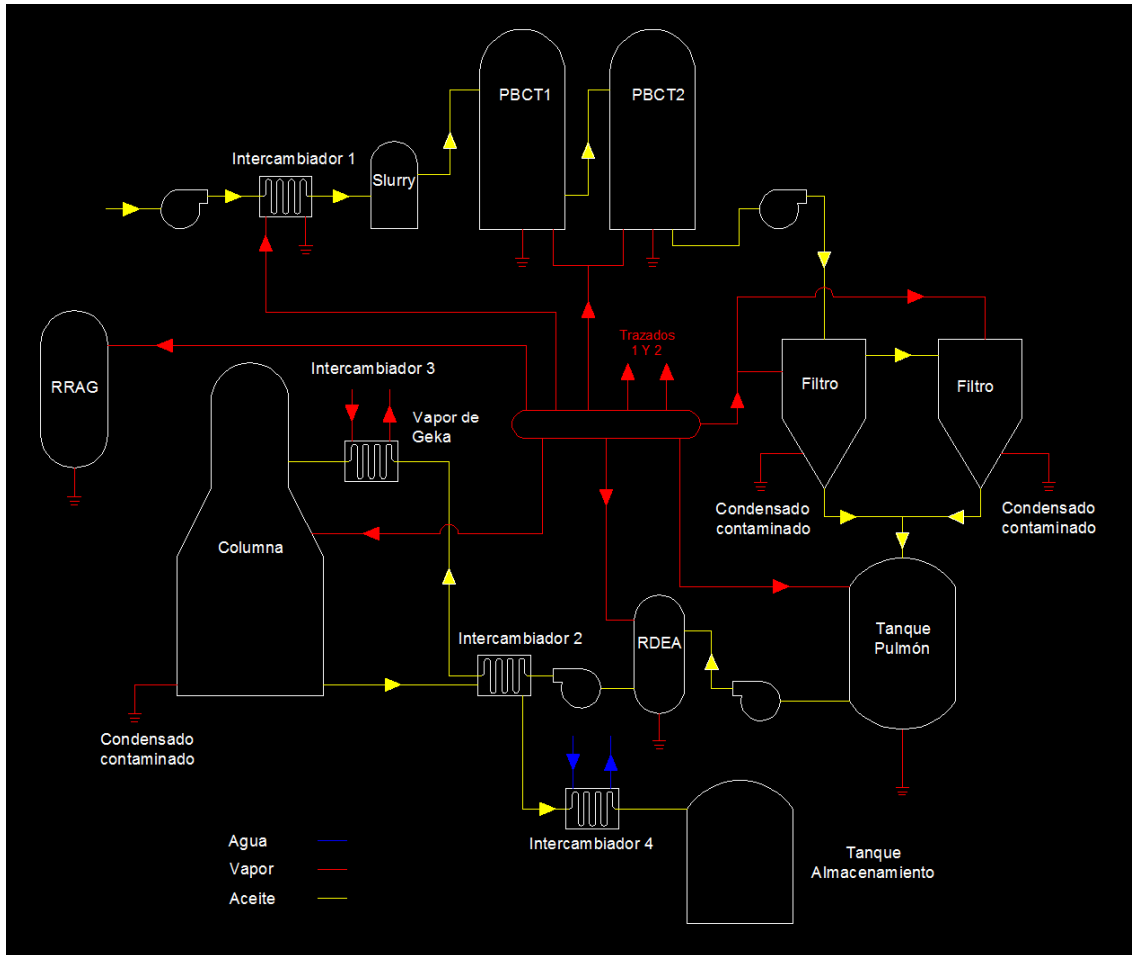 PBCT1
PBCT2
Intercambiador 1
Slurry
Trazados
1 Y 2
RRAG
Intercambiador 3
Vapor de
Geka
Filtro
Filtro
Condensado
contaminado
Condensado
contaminado
Columna
Intercambiador 2
RDEA
Tanque
Pulmón
Condensado
contaminado
Intercambiador 4
Agua
Vapor
Aceite
Tanque
Almacenamiento